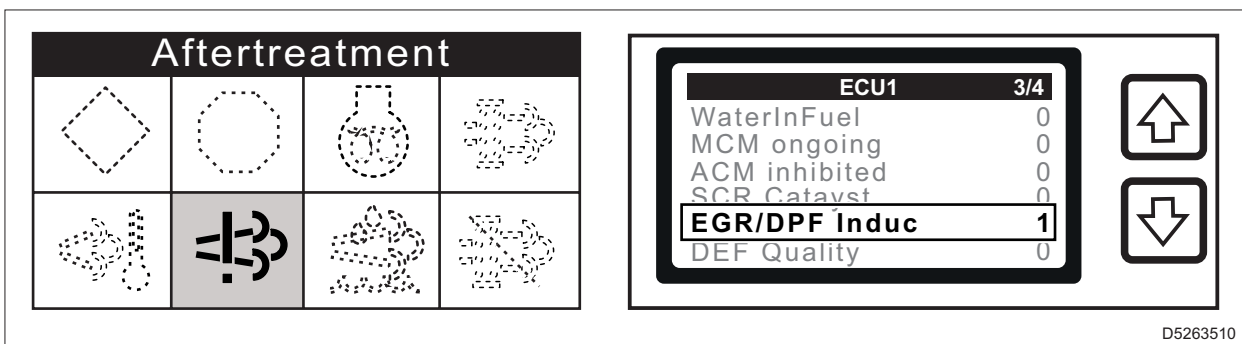 Aftertreatment
ECU1 3/4
WaterInFuel 0
MCM ongoing 0
ACM inhibited 0
SCR Catayst 0
EGR/DPF Induc 1
DEF Quality 0
D5263510